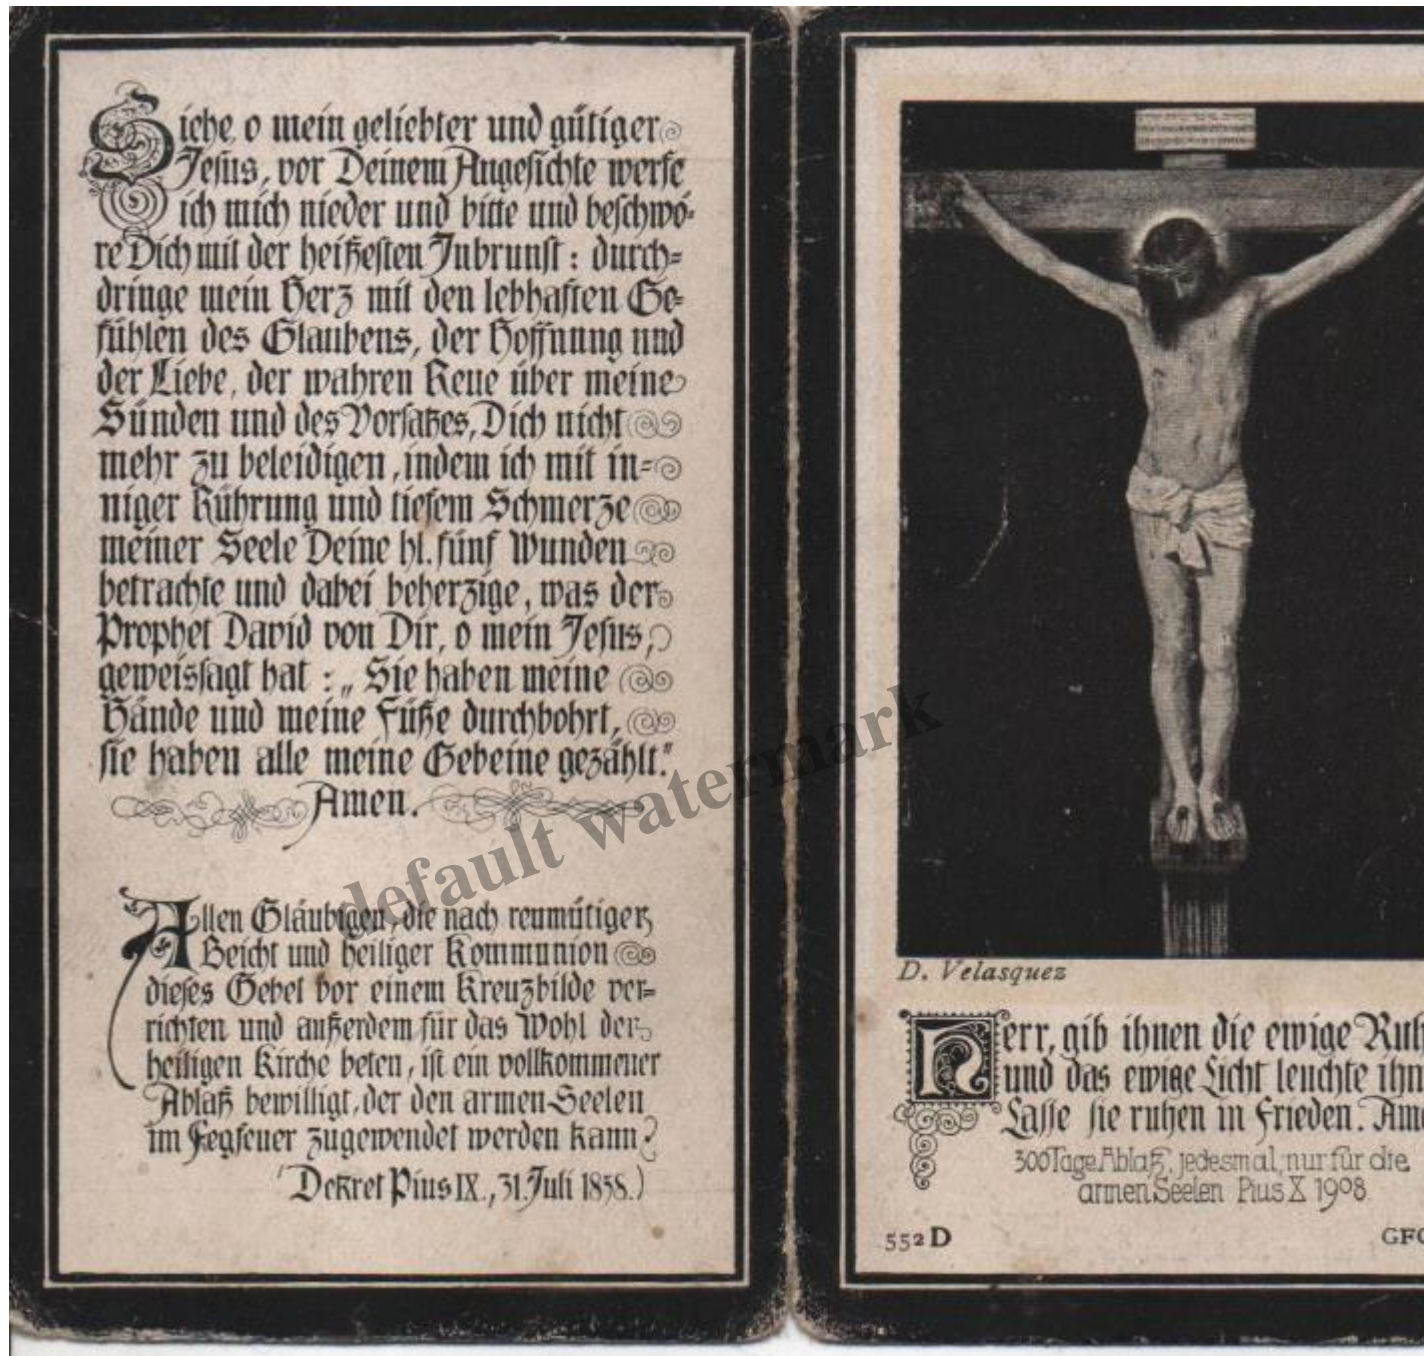 Siehe, o mein geliebter und gütiger
Jesus, vor Deinem Angesichte werfe
ich mich nieder und bitte und beschwö-
re Dich mit der heißesten Inbrunst: durch-
dringe mein Herz mit den lebhaften Ge-
fühlen des Glaubens, der Hoffnung und
der Liebe, der wahren Reue über meine
Sünden und des Vorsatzes, Dich nicht
mehr zu beleidigen, indem ich mit in-
niger Rührung und tiefem Schmerze
meiner Seele Deine hl. fünf Wunden
betrachte und dabei beherzige, was der
Prophet David von Dir, o mein Jesus,
geweissagt hat: „Sie haben meine
Hände und meine Füße durchbohrt,
sie haben alle meine Gebeine gezählt."
Amen.
Allen Gläubigen, die nach reumütiger
Beicht und heiliger Kommunion
dieses Gebet vor einem Kreuzbilde ver-
richten und außerdem für das Wohl der
heiligen Kirche beten, ist ein vollkommener
Ablaß bewilligt, der den armen Seelen
im Fegfeuer zugewendet werden kann.
(Dekret Pius IX., 31. Juli 1858.)
D. Velasquez
Herr, gib ihnen die ewige Ruh
und das ewige Licht leuchte ihn
Lasse sie ruhen in Frieden. Am
300 Tage Ablaß, jedesmal, nur für die
armen Seelen Pius X 1908.
552 D
GFC
default watermark